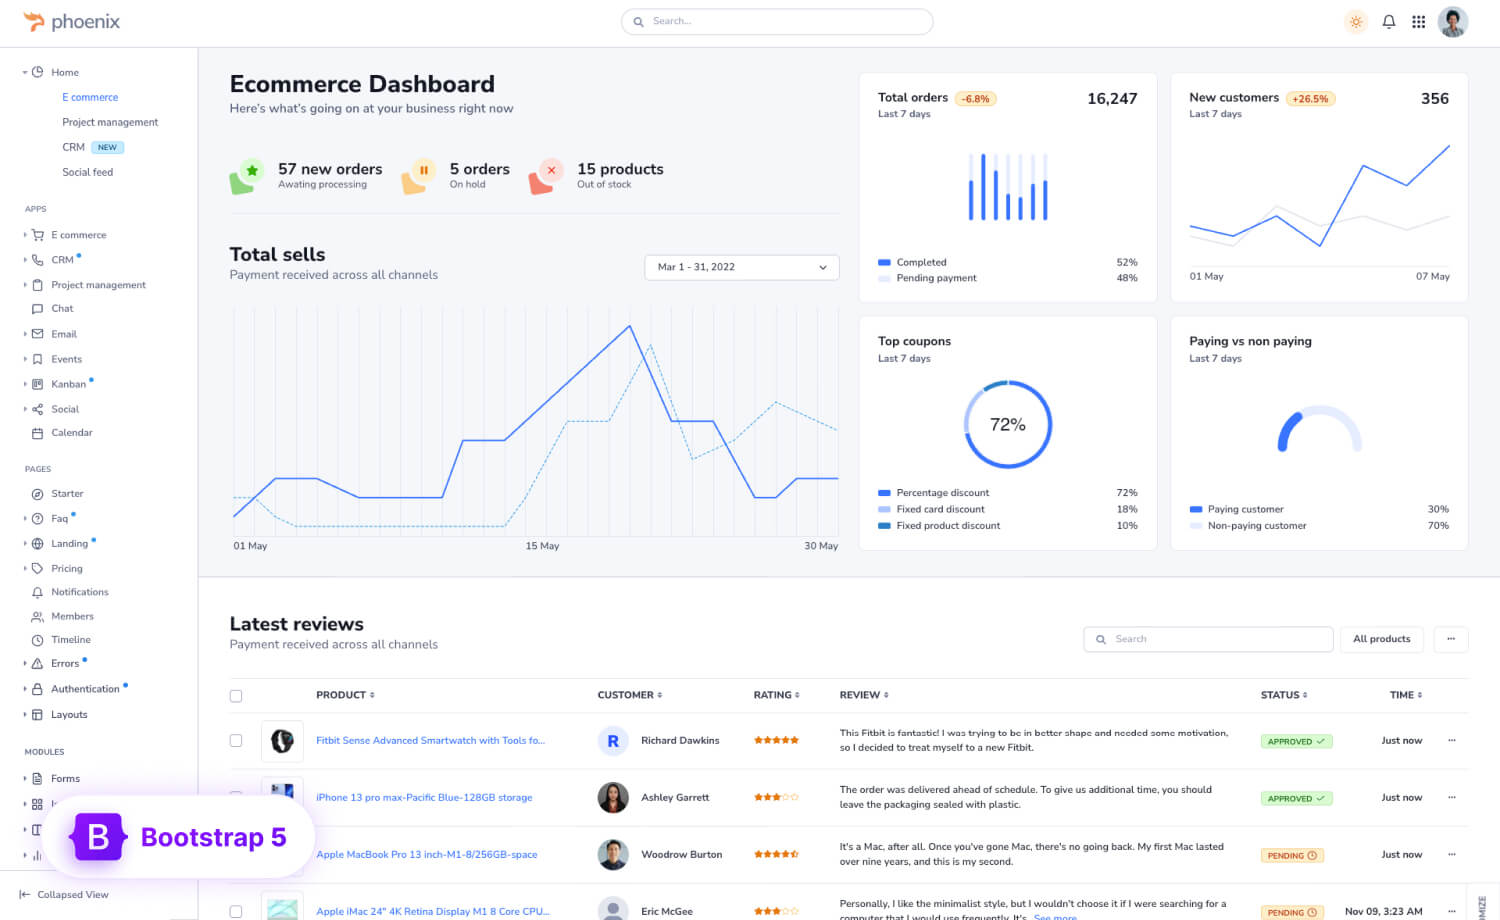 phoenix
Search...
Home
E commerce
Project management
CRM NEW
Social feed
APPS
E commerce
CRM
Project management
Chat
Email
Events
Kanban
Social
Calendar
PAGES
Starter
Faq
Landing
Pricing
Notifications
Members
Timeline
Errors
Authentication
Layouts
MODULES
Forms
Bootstrap 5
Collapsed View
Ecommerce Dashboard
Here's what's going on at your business right now
57 new orders
Awating processing
5 orders
On hold
15 products
Out of stock
Total sells
Payment received across all channels
Mar 1 - 31, 2022
01 May 15 May 30 May
Total orders -6.8% 16,247
Last 7 days
Completed 52%
Pending payment 48%
New customers +26.5% 356
Last 7 days
01 May 07 May
Top coupons
Last 7 days
72%
Percentage discount 72%
Fixed card discount 18%
Fixed product discount 10%
Paying vs non paying
Last 7 days
Paying customer 30%
Non-paying customer 70%
Latest reviews
Payment received across all channels
Search
All products
PRODUCT CUSTOMER RATING REVIEW STATUS TIME
Fitbit Sense Advanced Smartwatch with Tools fo...
R Richard Dawkins
This Fitbit is fantastic! I was trying to be in better shape and needed some motivation,
so I decided to treat myself to a new Fitbit.
APPROVED
Just now
iPhone 13 pro max-Pacific Blue-128GB storage
Ashley Garrett
The order was delivered ahead of schedule. To give us additional time, you should
leave the packaging sealed with plastic.
APPROVED
Just now
Apple MacBook Pro 13 inch-M1-8/256GB-space
Woodrow Burton
It's a Mac, after all. Once you've gone Mac, there's no going back. My first Mac lasted
over nine years, and this is my second.
PENDING
Just now
Apple iMac 24" 4K Retina Display M1 8 Core CPU...
Eric McGee
Personally, I like the minimalist style, but I wouldn't choose it if I were searching for a
computer that I would use frequently. It's... See more
PENDING
Nov 09, 3:23 AM